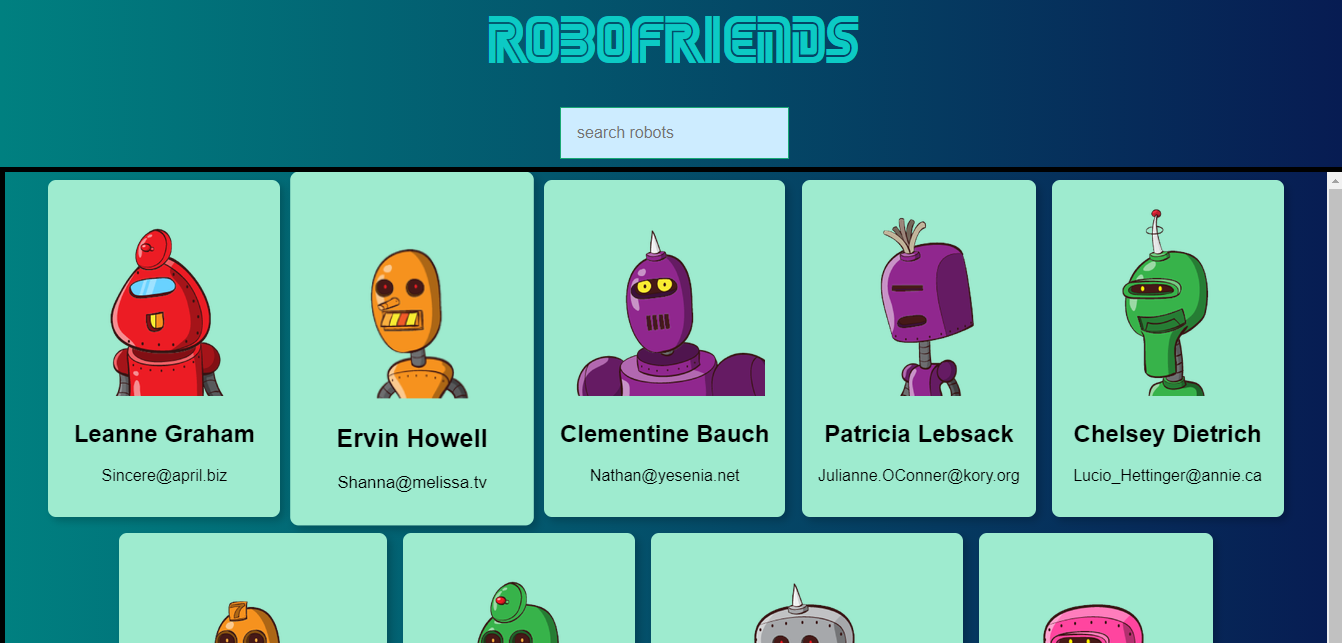 ROBOFRIENDS
search robots
Leanne Graham
Sincere@april.biz
Ervin Howell
Shanna@melissa.tv
Clementine Bauch
Nathan@yesenia.net
Patricia Lebsack
Julianne.OConner@kory.org
Chelsey Dietrich
Lucio_Hettinger@annie.ca
7